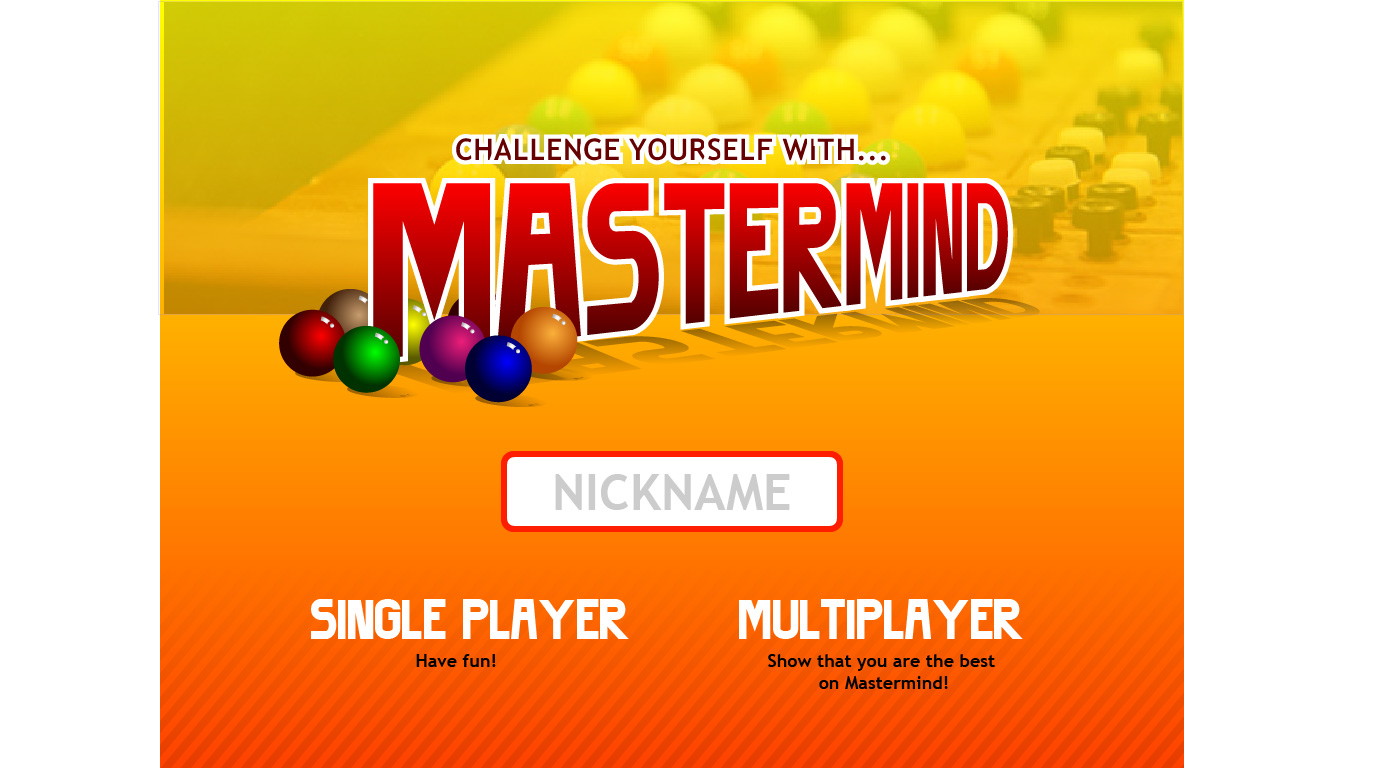 CHALLENGE YOURSELF WITH...
MASTERMIND
NICKNAME
SINGLE PLAYER
MULTIPLAYER
Have fun!
Show that you are the best
on Mastermind!